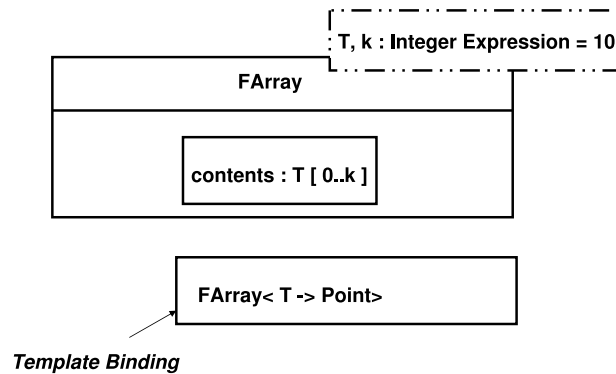 T, k : Integer Expression = 10
FArray
contents : T [ 0..k ]
FArray< T -> Point>
Template Binding